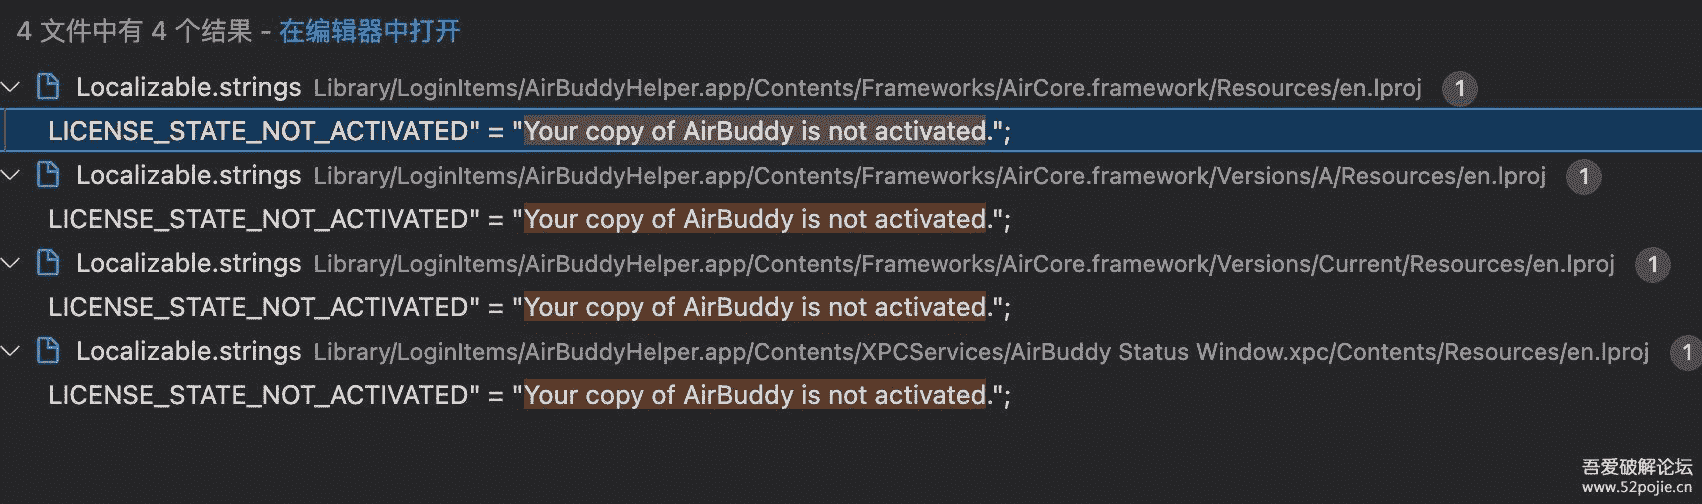 4 文件中有 4 个结果 - 在编辑器中打开
Localizable.strings Library/LoginItems/AirBuddyHelper.app/Contents/Frameworks/AirCore.framework/Resources/en.lproj 1
LICENSE_STATE_NOT_ACTIVATED" = "Your copy of AirBuddy is not activated.";
Localizable.strings Library/LoginItems/AirBuddyHelper.app/Contents/Frameworks/AirCore.framework/Versions/A/Resources/en.lproj 1
LICENSE_STATE_NOT_ACTIVATED" = "Your copy of AirBuddy is not activated.";
Localizable.strings Library/LoginItems/AirBuddyHelper.app/Contents/Frameworks/AirCore.framework/Versions/Current/Resources/en.lproj 1
LICENSE_STATE_NOT_ACTIVATED" = "Your copy of AirBuddy is not activated.";
Localizable.strings Library/LoginItems/AirBuddyHelper.app/Contents/XPCServices/AirBuddy Status Window.xpc/Contents/Resources/en.lproj 1
LICENSE_STATE_NOT_ACTIVATED" = "Your copy of AirBuddy is not activated.";
吾爱破解论坛
www.52pojie.cn